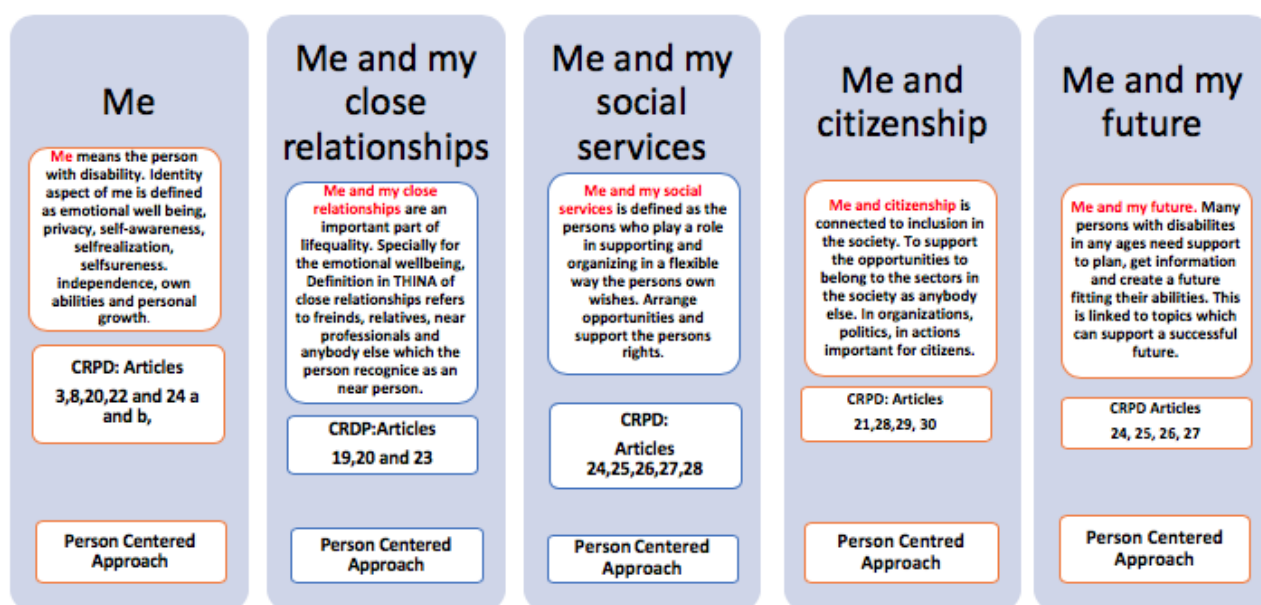 Me
Me means the person
with disability. Identity
aspect of me is defined
as emotional well being,
privacy, self-awareness,
selfrealization,
selfsureness.
independence, own
abilities and personal
growth.
CRPD: Articles
3,8,20,22 and 24 a
and b,
Person Centered
Approach
Me and my
close
relationships
Me and my close
relationships are an
important part of
lifequality. Specially for
the emotional wellbeing,
Definition in THINA of
close relationships refers
to freinds, relatives, near
professionals and
anybody else which the
person recognice as an
near person.
CRDP:Articles
19,20 and 23
Person Centered
Approach
Me and my
social
services
Me and my social
services is defined as the
persons who play a role
in supporting and
organizing in a flexible
way the persons own
wishes. Arrange
opportunities and
support the persons
rights.
CRPD:
Articles
24,25,26,27,28
Person Centered
Approach
Me and
citizenship
Me and citizenship is
connected to inclusion in
the society. To support
the opportunities to
belong to the sectors in
the society as anybody
else. In organizations,
politics, in actions
important for citizens.
CRPD: Articles
21,28,29, 30
Person Centred
Approach
Me and my
future
Me and my future. Many
persons with disabilites
in any ages need support
to plan, get information
and create a future
fitting their abilities. This
is linked to topics which
can support a successful
future.
CRPD Articles
24, 25, 26, 27
Person Centered
Approach